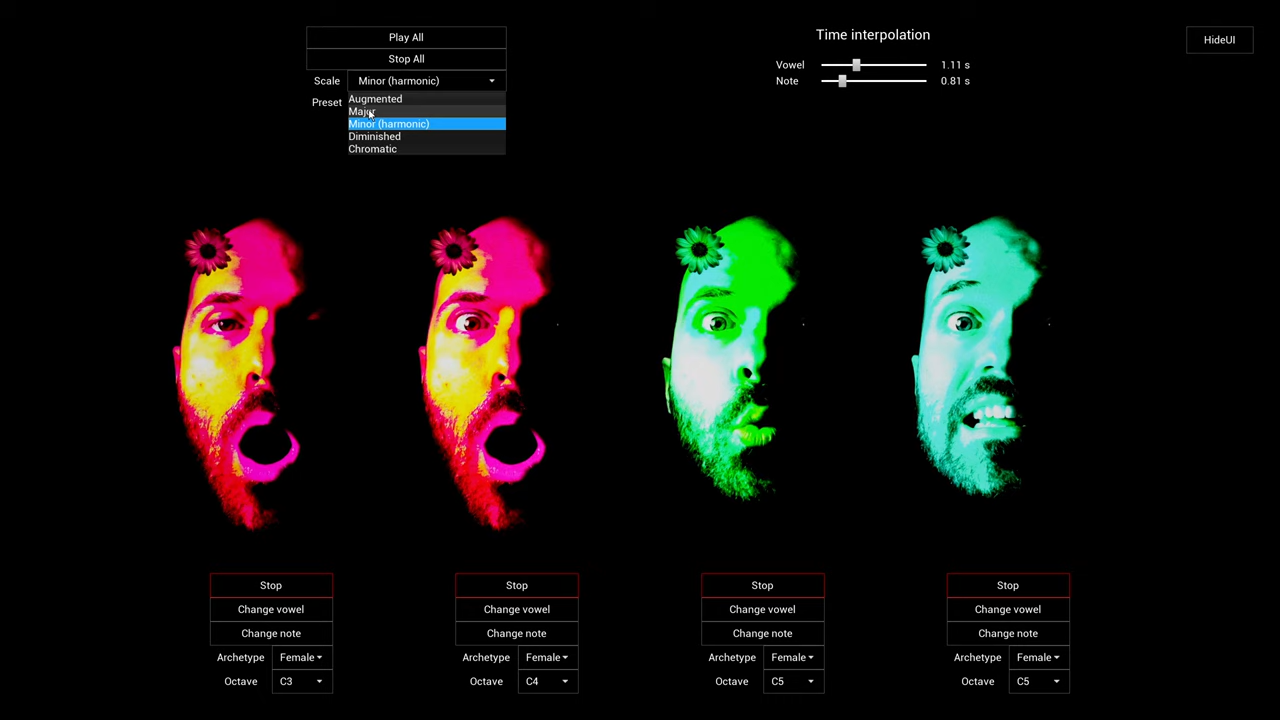 Play All
Stop All
Scale Minor (harmonic)
Preset
Augmented
Major
Minor (harmonic)
Diminished
Chromatic
Time interpolation
Vowel 1.11 s
Note 0.81 s
HideUI
Stop
Change vowel
Change note
Archetype Female
Octave C3
Stop
Change vowel
Change note
Archetype Female
Octave C4
Stop
Change vowel
Change note
Archetype Female
Octave C5
Stop
Change vowel
Change note
Archetype Female
Octave C5